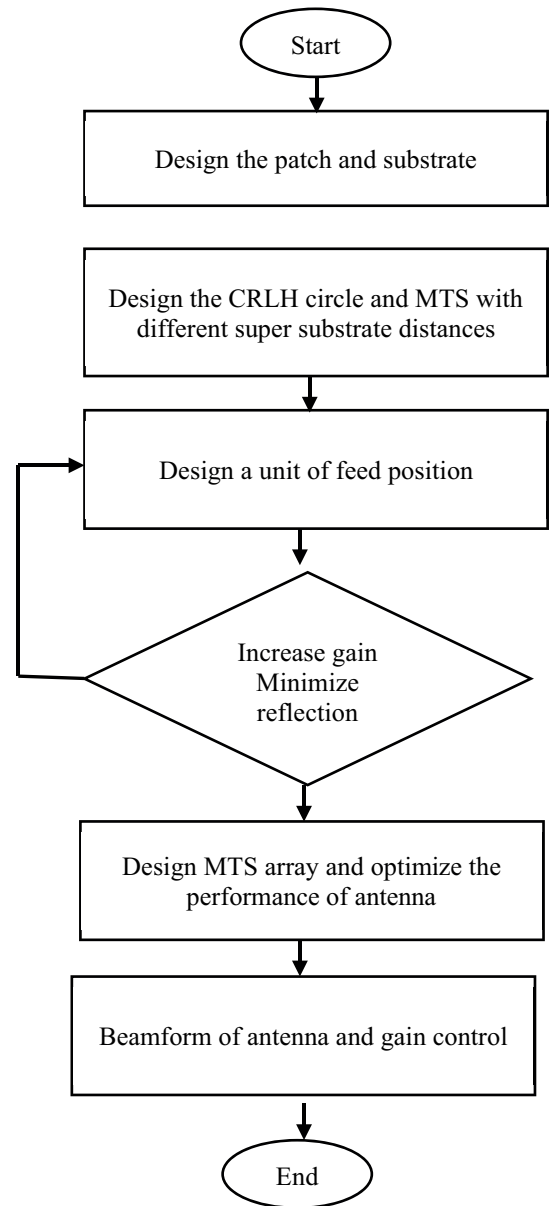 Start
Design the patch and substrate
Design the CRLH circle and MTS with
different super substrate distances
Design a unit of feed position
Increase gain
Minimize
reflection
Design MTS array and optimize the
performance of antenna
Beamform of antenna and gain control
End